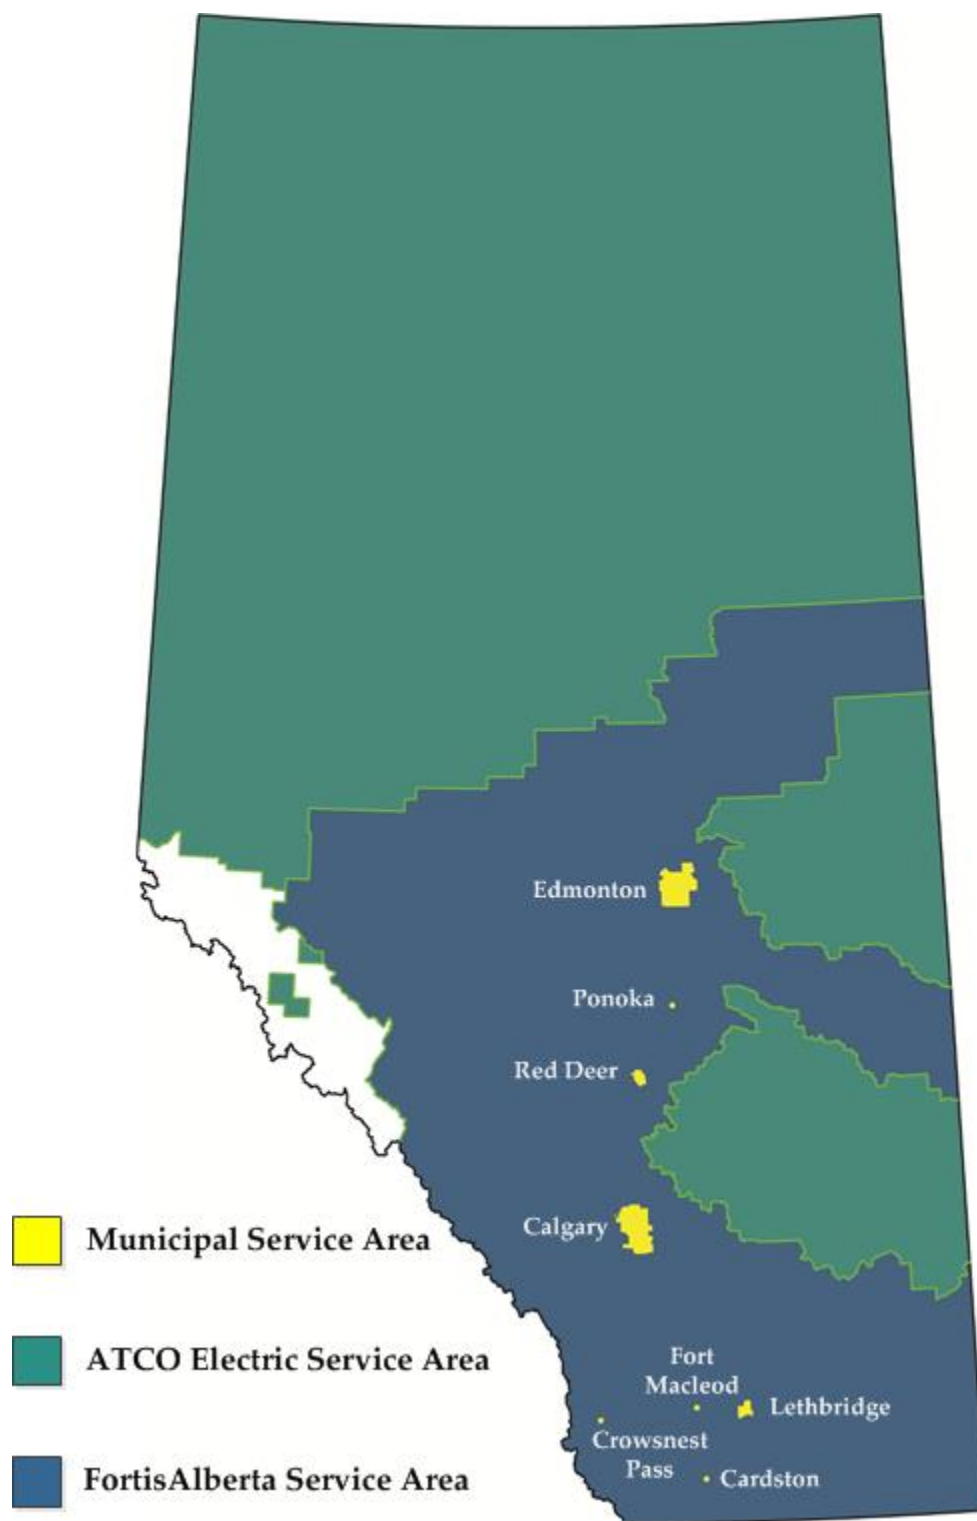 Edmonton
Ponoka
Red Deer
Calgary
Municipal Service Area
ATCO Electric Service Area
Fort
Macleod
Lethbridge
Crowsnest
Pass
Cardston
FortisAlberta Service Area